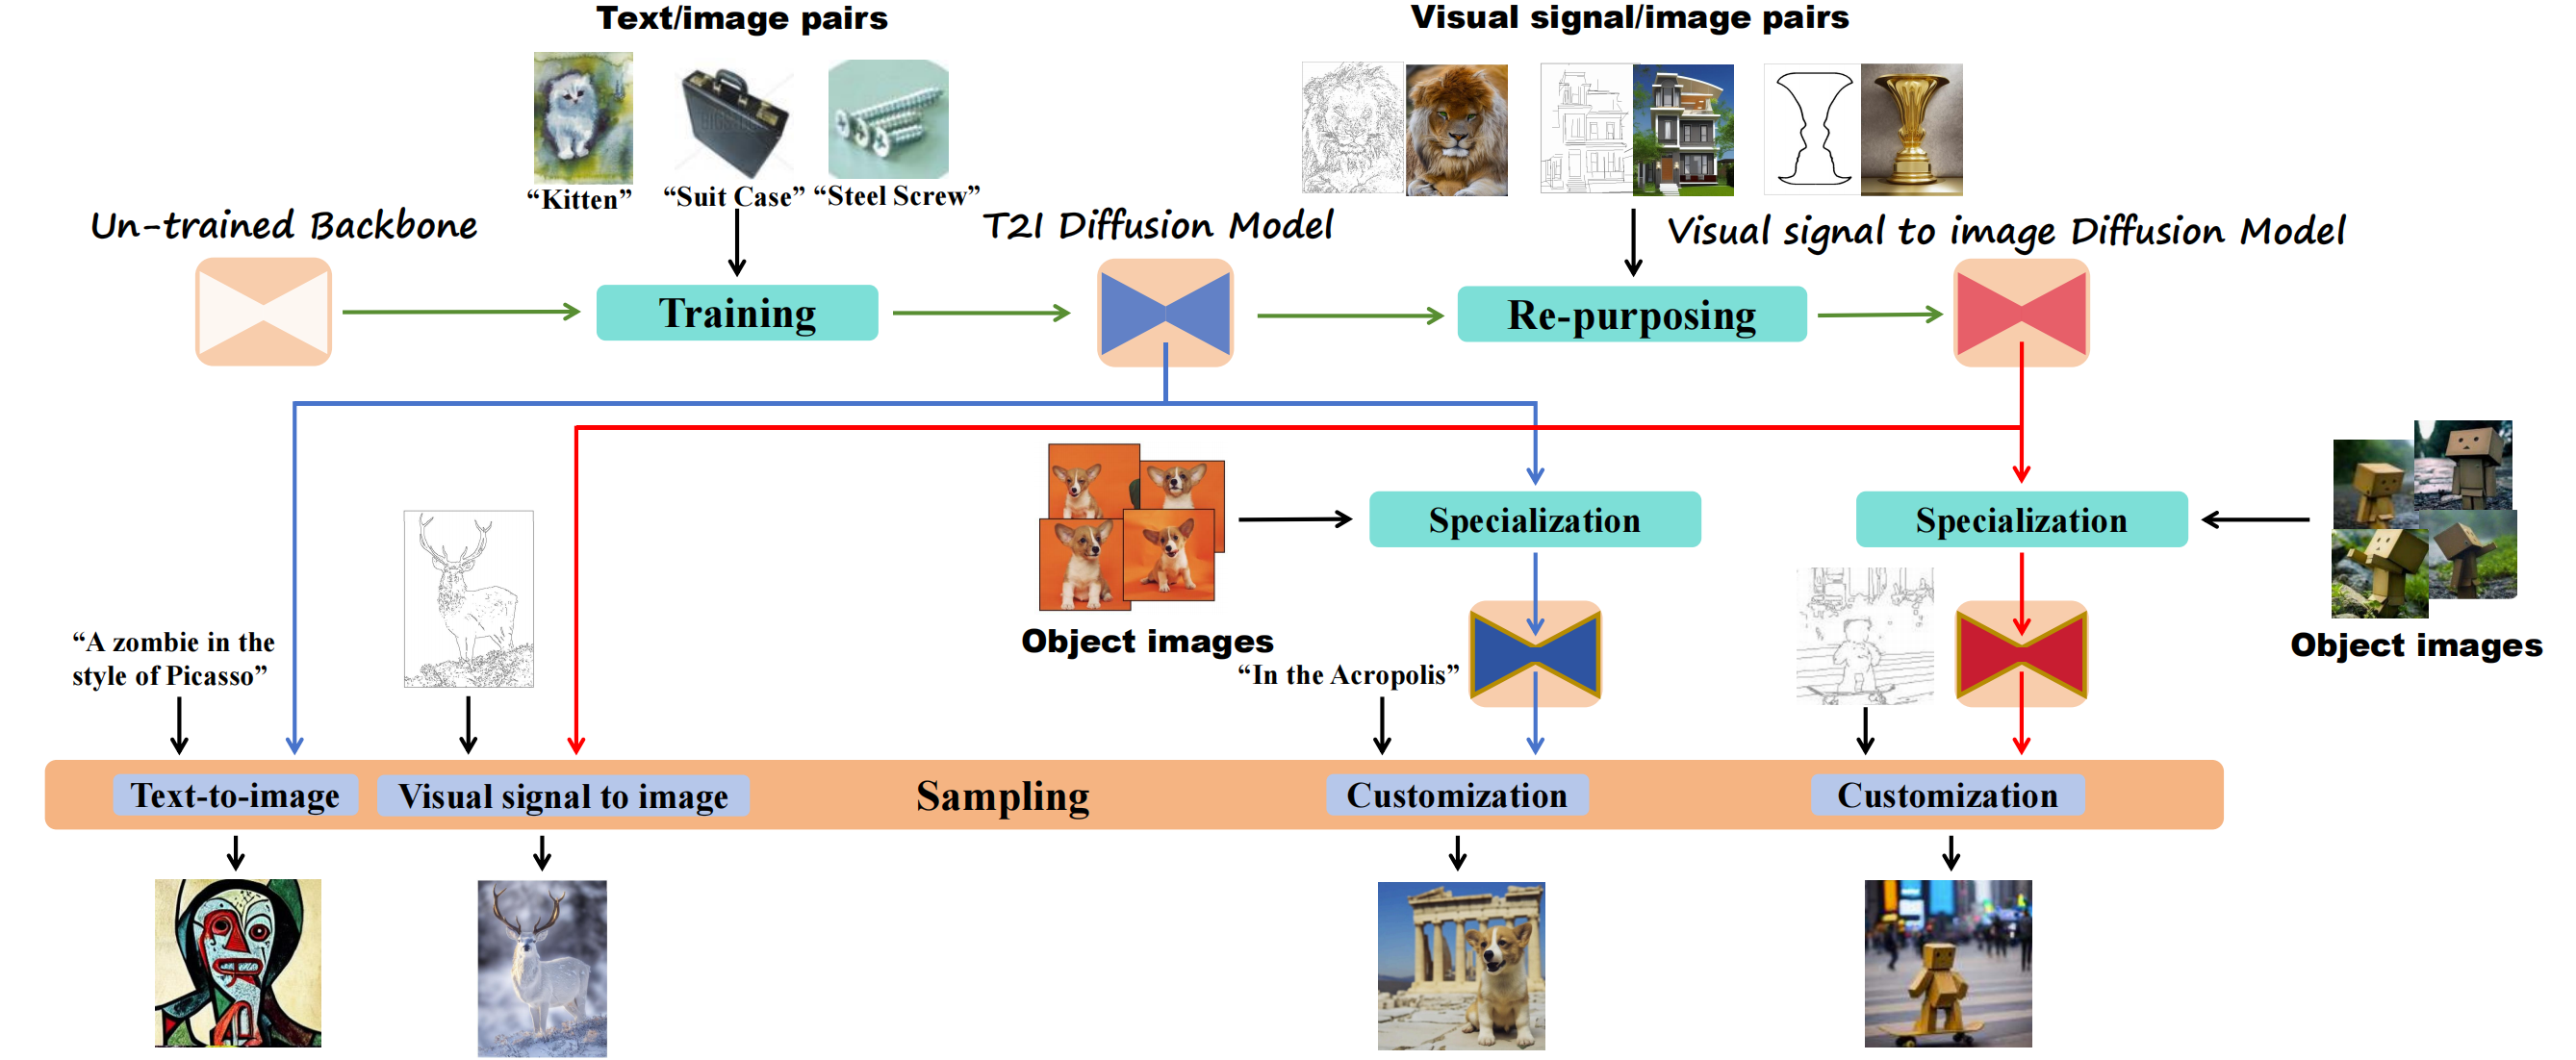 Text/image pairs
Visual signal/image pairs
“Kitten”
“Suit Case”
“Steel Screw”
Un-trained Backbone
T2I Diffusion Model
Visual signal to image Diffusion Model
Training
Re-purposing
Specialization
Specialization
Object images
Object images
“A zombie in the
style of Picasso”
“In the Acropolis”
Text-to-image
Visual signal to image
Sampling
Customization
Customization